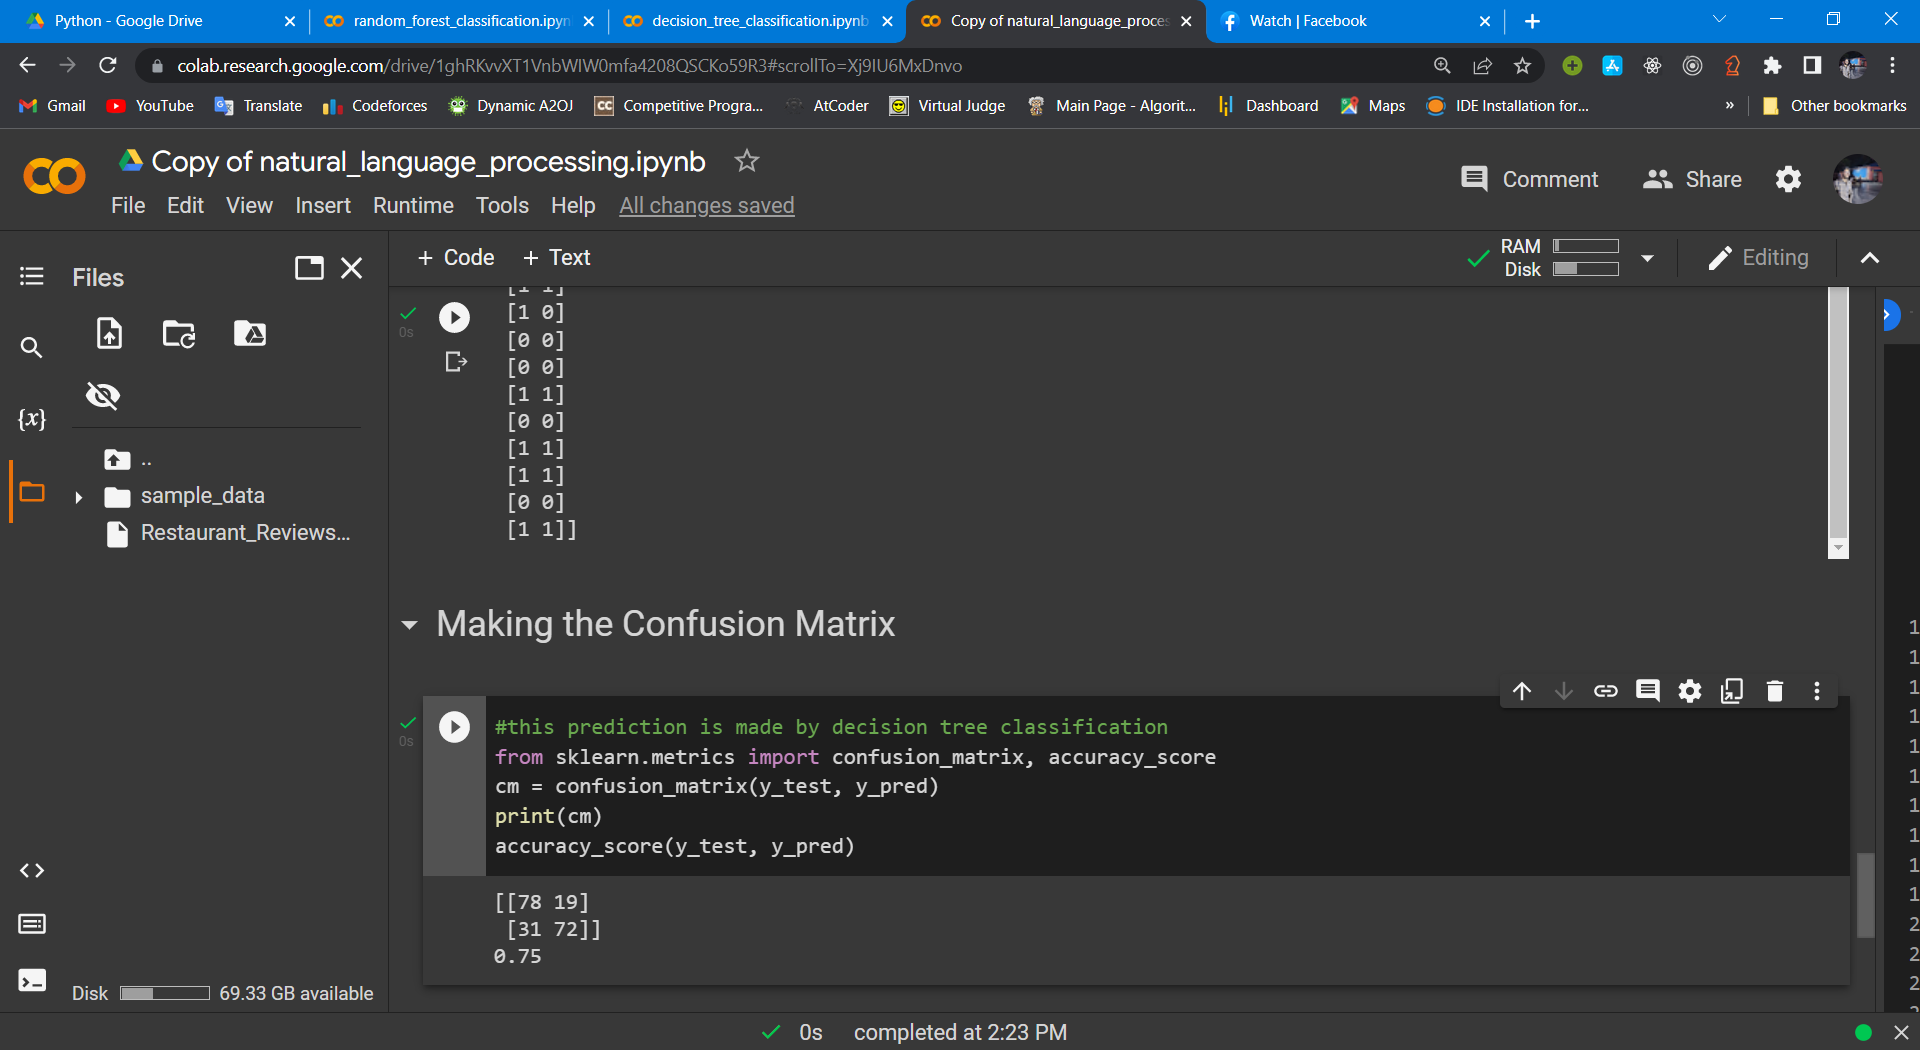 Python - Google Drive
random_forest_classification.ipyn
decision_tree_classification.ipynb
Copy of natural_language_proces
Watch | Facebook
colab.research.google.com/drive/1ghRKvvXT1VnbWIW0mfa4208QSCKo59R3#scrollTo=Xj9IU6MxDnvo
Gmail
YouTube
Translate
Codeforces
Dynamic A2OJ
CC Competitive Progra...
AtCoder
Virtual Judge
Main Page - Algorit...
Dashboard
Maps
IDE Installation for...
»
Other bookmarks
Copy of natural_language_processing.ipynb
File Edit View Insert Runtime Tools Help All changes saved
Comment
Share
Files
+ Code + Text
RAM
Disk
Editing
{x}
..
sample_data
Restaurant_Reviews...
[1 1]
0s
[1 0]
[0 0]
[0 0]
[1 1]
[0 0]
[1 1]
[1 1]
[0 0]
[1 1]]
Making the Confusion Matrix
0s
#this prediction is made by decision tree classification
from sklearn.metrics import confusion_matrix, accuracy_score
cm = confusion_matrix(y_test, y_pred)
print(cm)
accuracy_score(y_test, y_pred)
[[78 19]
[31 72]]
0.75
Disk 69.33 GB available
0s completed at 2:23 PM